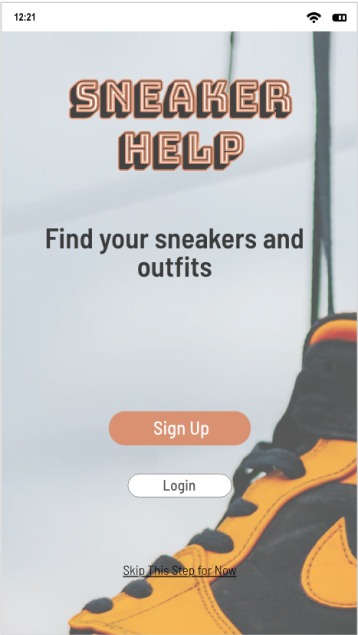 12:21
SNEAKER
HELP
Find your sneakers and
outfits
Sign Up
Login
Skip This Step for Now